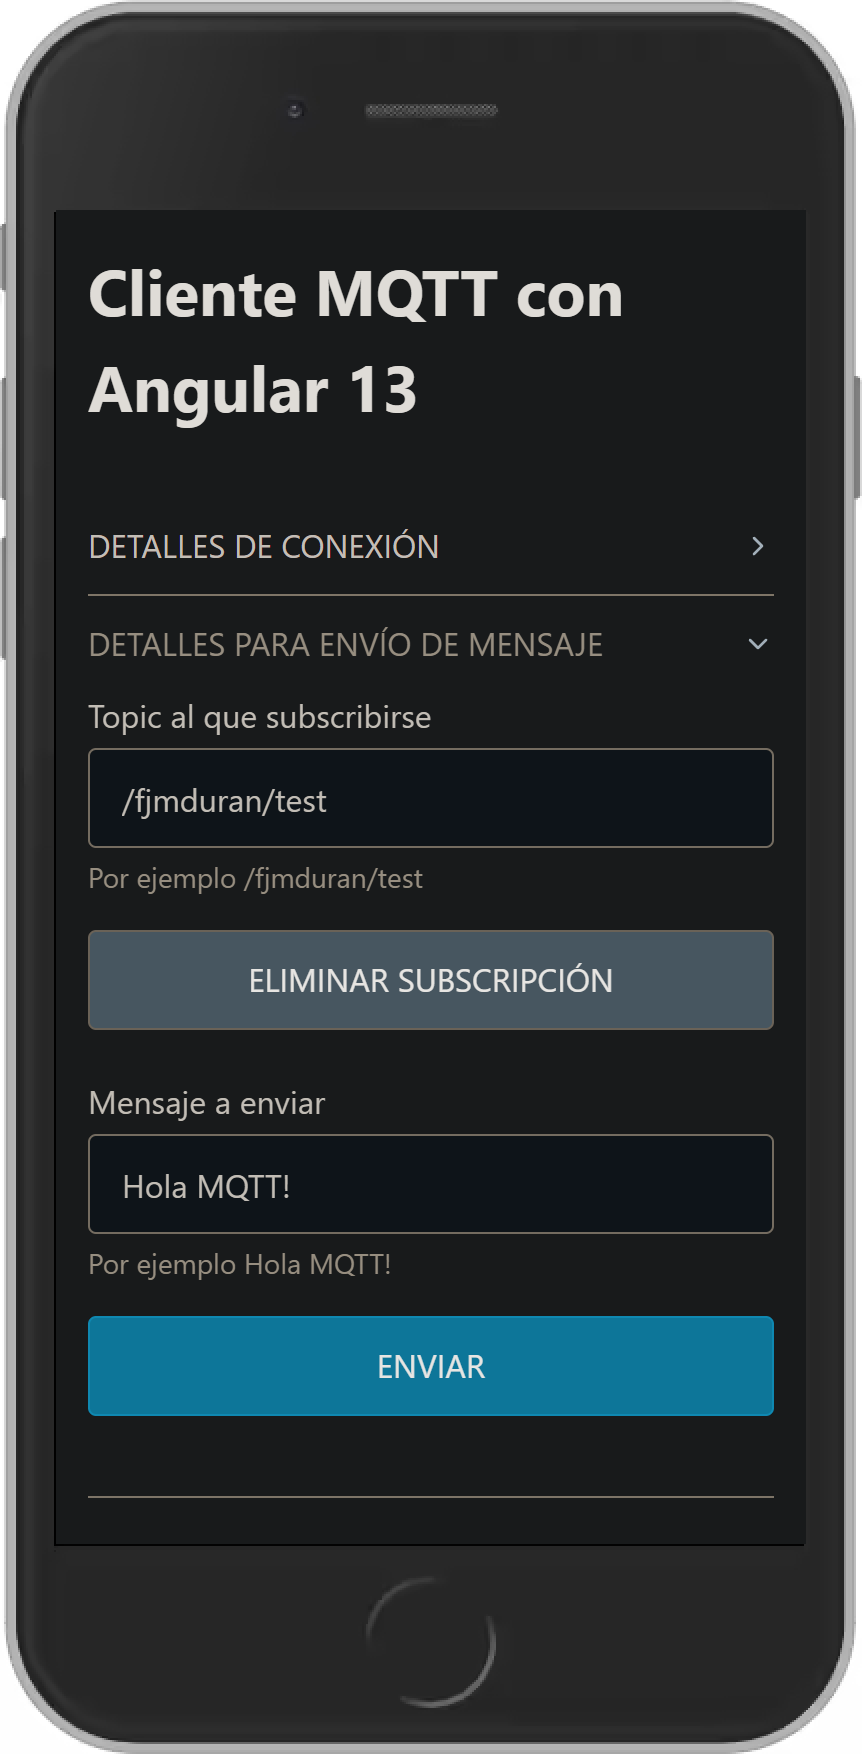 Cliente MQTT con
Angular 13
DETALLES DE CONEXIÓN
DETALLES PARA ENVÍO DE MENSAJE
Topic al que subscribirse
/fjmduran/test
Por ejemplo /fjmduran/test
ELIMINAR SUBSCRIPCIÓN
Mensaje a enviar
Hola MQTT!
Por ejemplo Hola MQTT!
ENVIAR